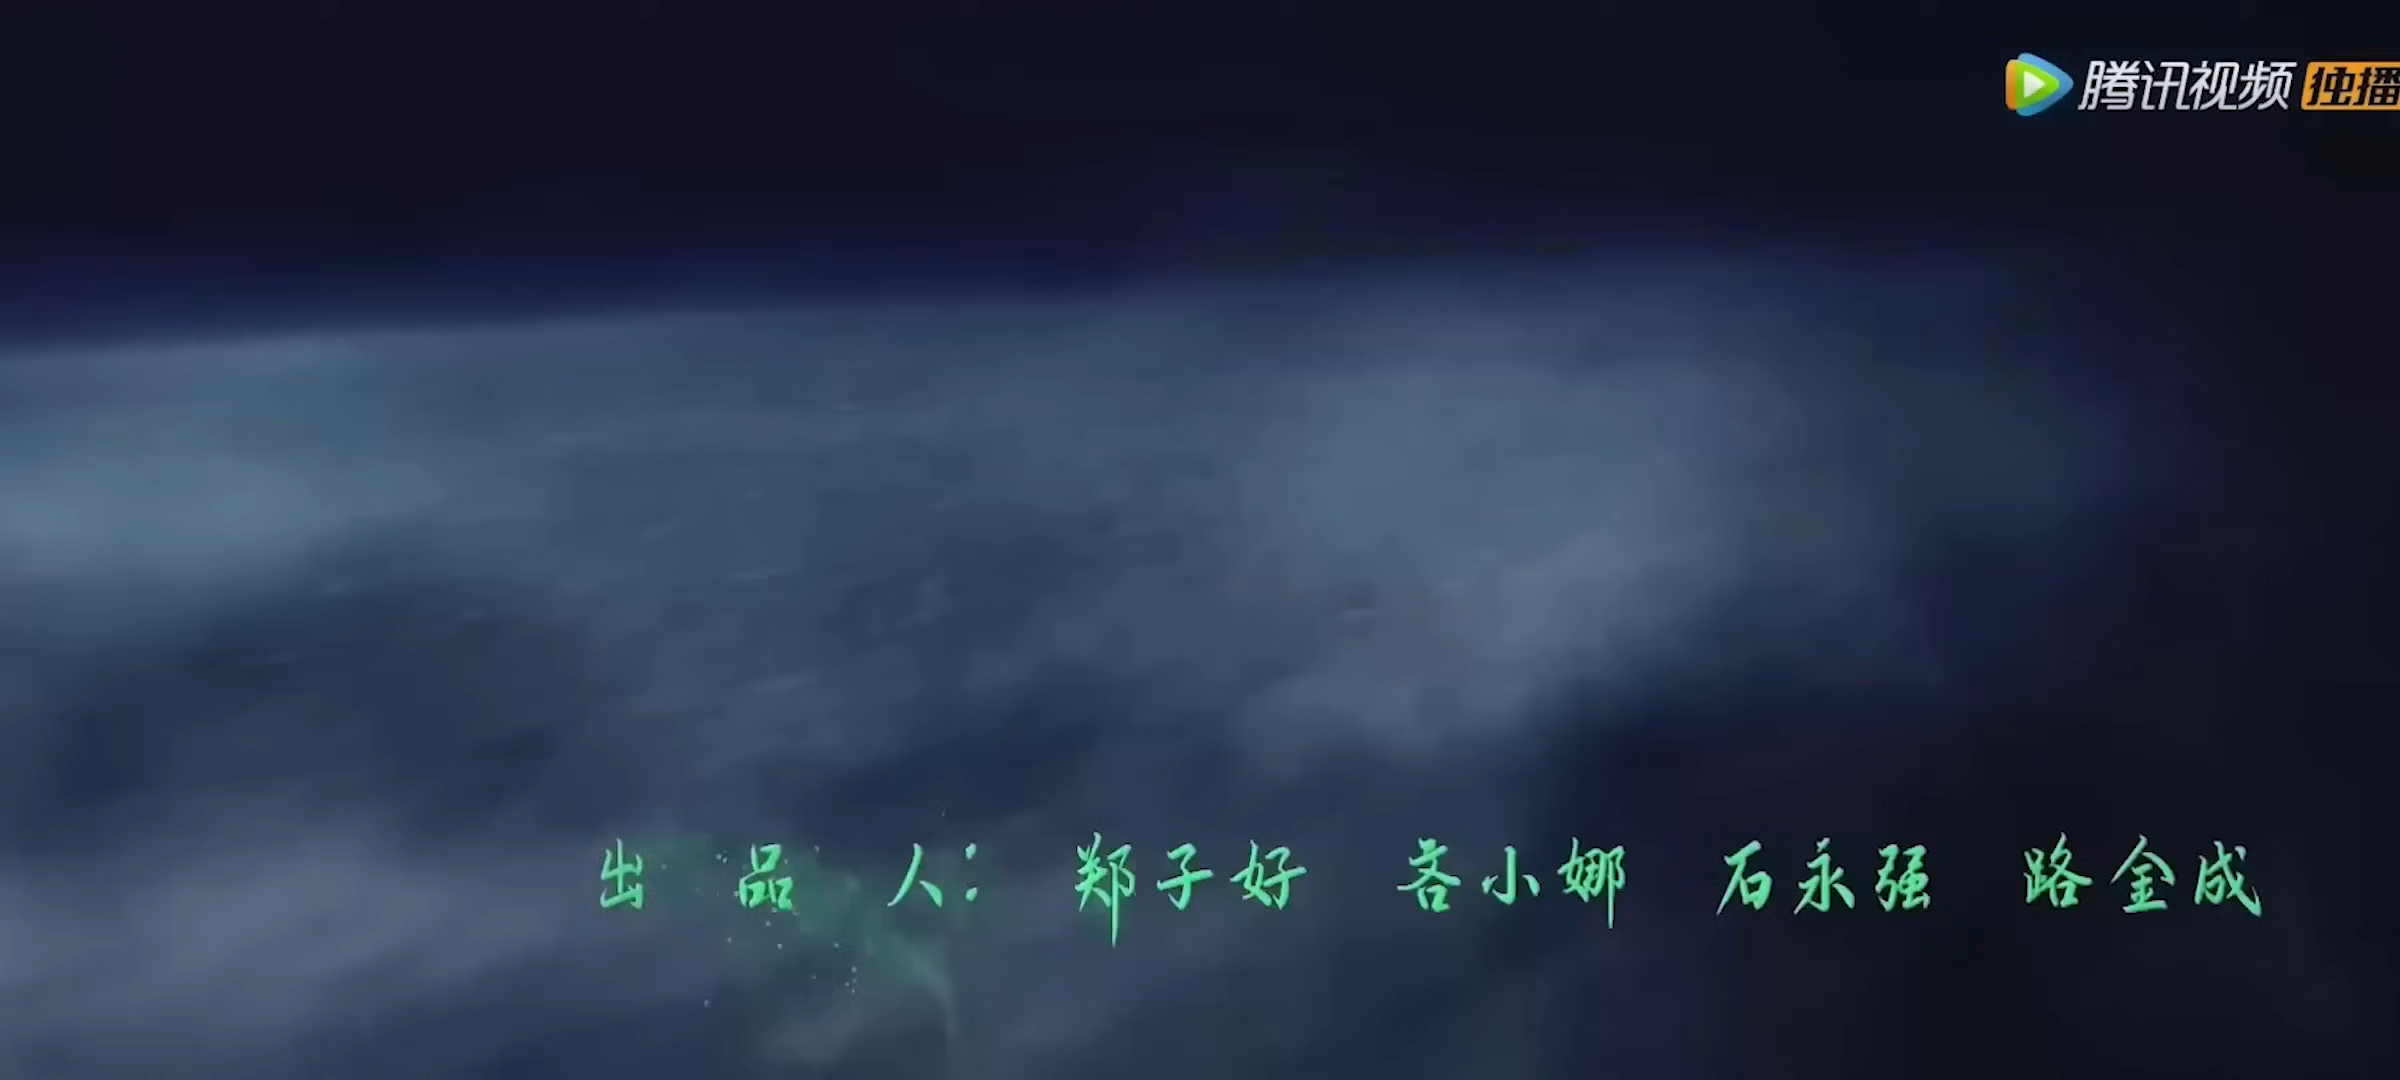 腾讯视频 独播
出 品 人： 郑子好 吝小娜 石永强 路金成